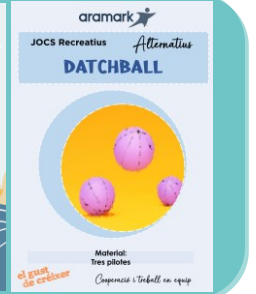 aramark
JOCS Recreatius Alternatius
DATCHBALL
Material:
Tres pilotes
el gust
de créixer
Cooperació i treball en equip